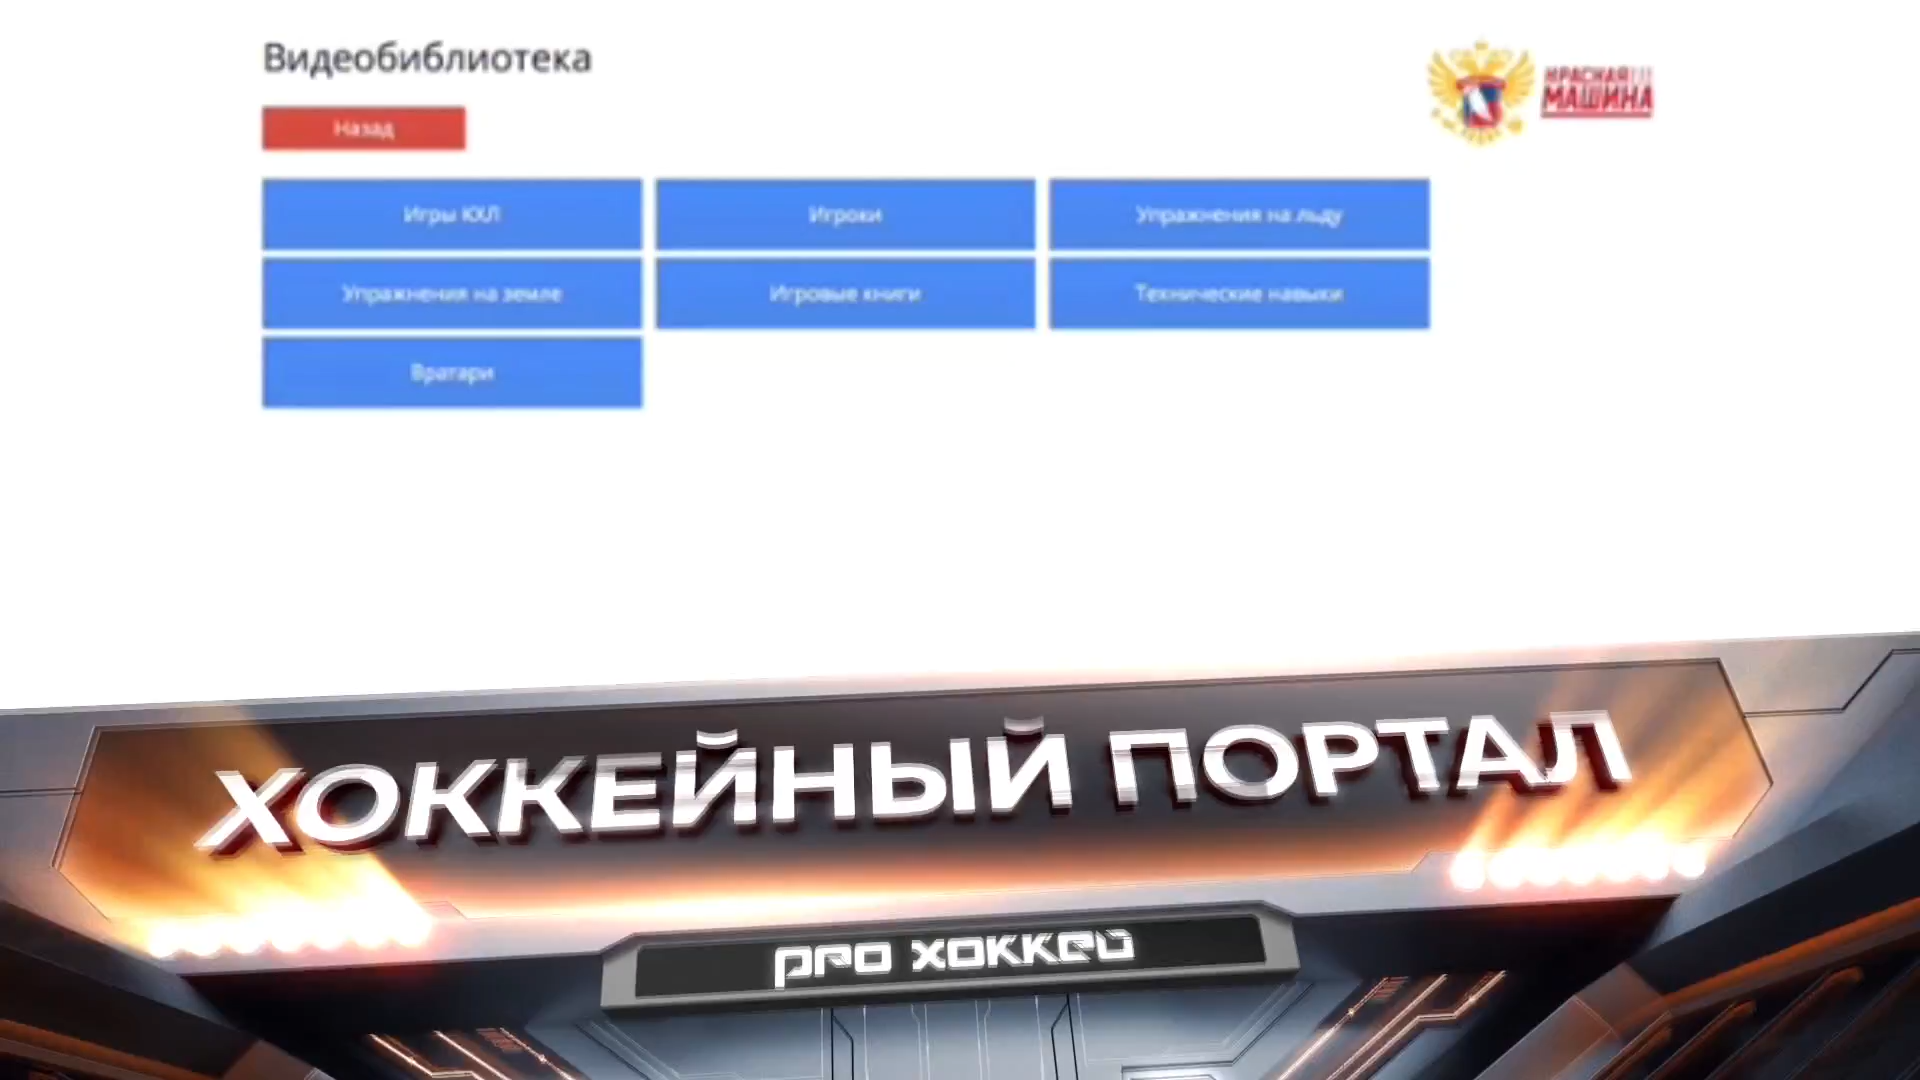 Видеобиблиотека
КРАСНАЯ
МАШИНА
Назад
Игры КХЛ
Игроки
Упражнения на льду
Упражнения на земле
Игровые книги
Технические навыки
Вратари
ХОККЕЙНЫЙ ПОРТАЛ
PRO ХОККЕЙ